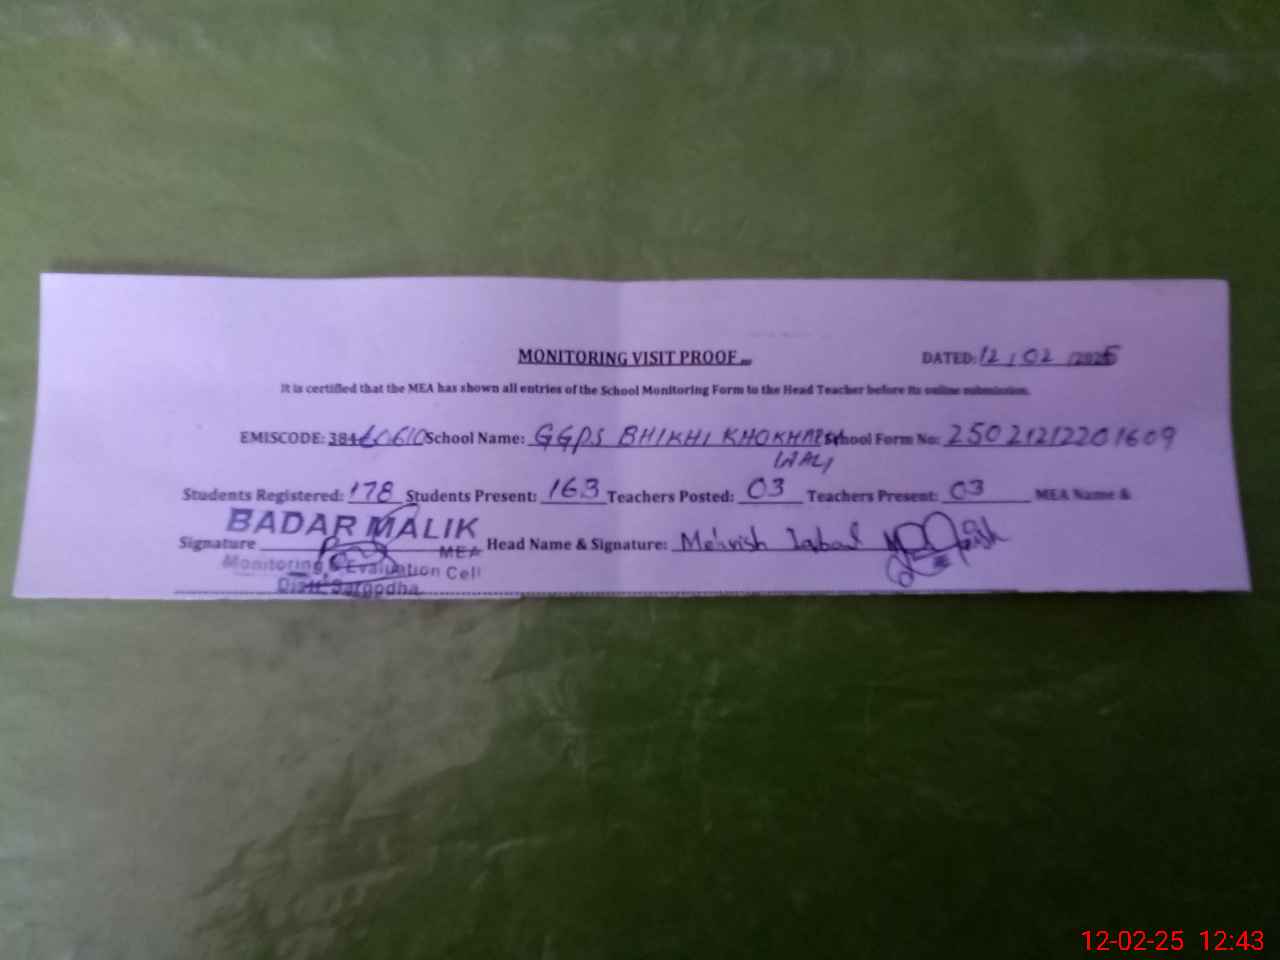 MONITORING VISIT PROOF
DATED: 12 / 02 /2025
It is certified that the MEA has shown all entries of the School Monitoring Form to the Head Teacher before its online submission.
EMISCODE: 38460610 School Name: GGPS BHIKHI KHOKHAR School Form No: 25021212201609
WALI
Students Registered: 178 Students Present: 163 Teachers Posted: 03 Teachers Present: 03 MEA Name &
BADAR MALIK
Signature MEA Head Name & Signature: Mehvish Iqbal
Monitoring & Evaluation Cell
Distt. Sargodha
12-02-25 12:43